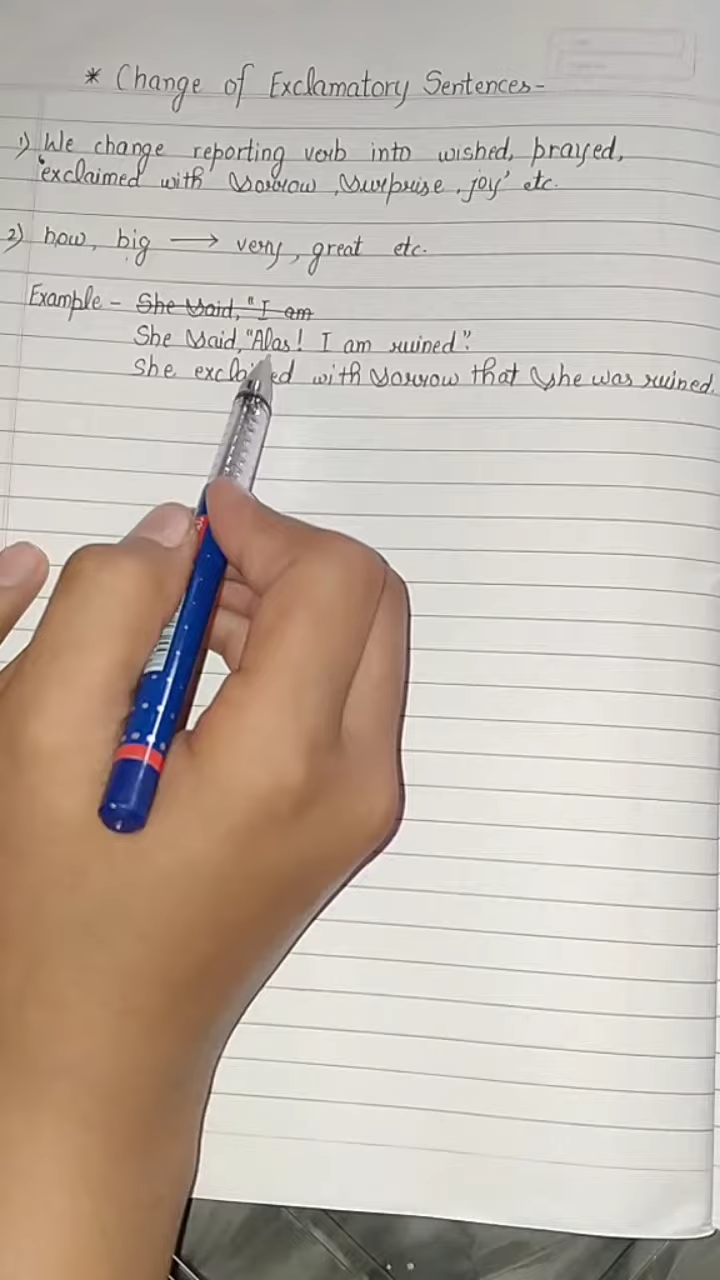 * Change of Exclamatory Sentences-
1) We change reporting verb into wished, prayed,
'exclaimed with sorrow, surprise, joy' etc.
2) how, big → very, great etc.
Example - She said, "I am
She said, "Alas! I am ruined".
She exclaimed with sorrow that she was ruined.